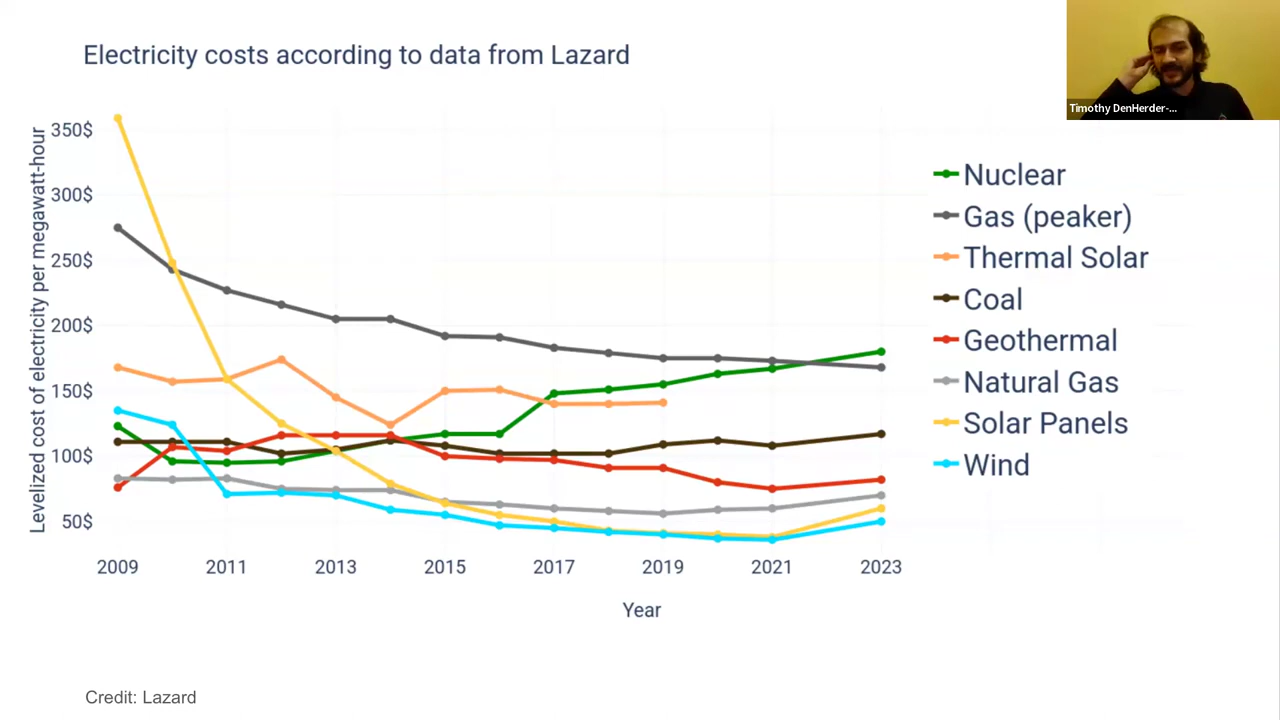 Electricity costs according to data from Lazard
Timothy DenHerder-...
Levelized cost of electricity per megawatt-hour
350$
300$
250$
200$
150$
100$
50$
2009 2011 2013 2015 2017 2019 2021 2023
Year
Nuclear
Gas (peaker)
Thermal Solar
Coal
Geothermal
Natural Gas
Solar Panels
Wind
Credit: Lazard